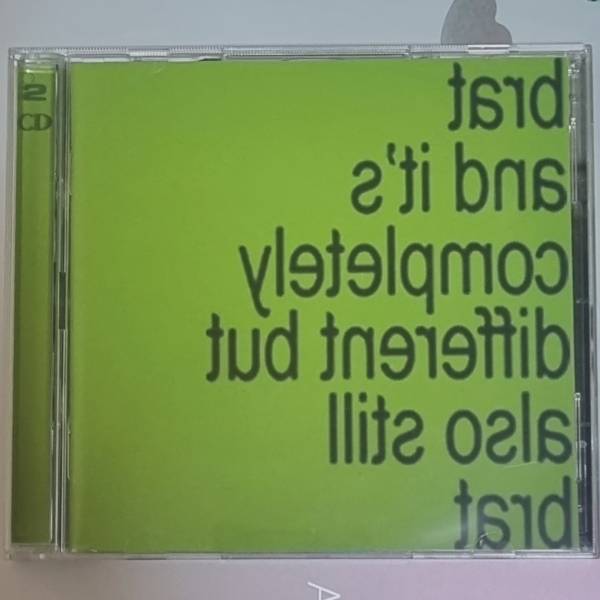 2
CD
brat
and it's
completely
different but
also still
brat
A